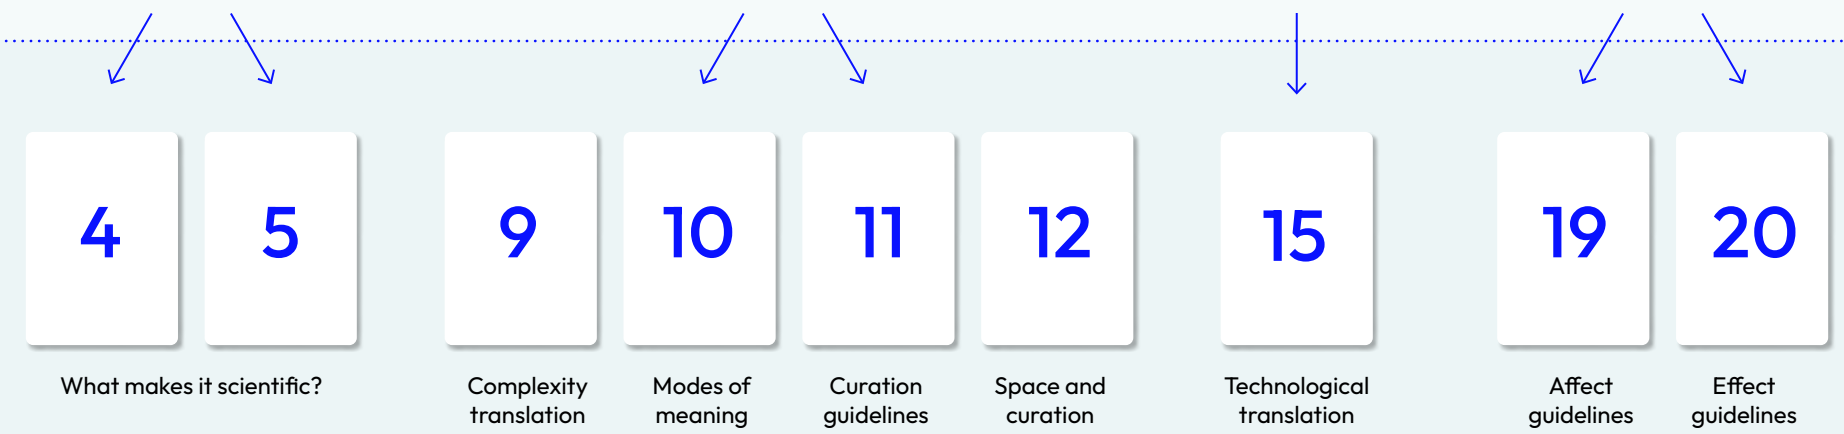 4
5
9
10
11
12
15
19
20
What makes it scientific?
Complexity
translation
Modes of
meaning
Curation
guidelines
Space and
curation
Technological
translation
Affect
guidelines
Effect
guidelines